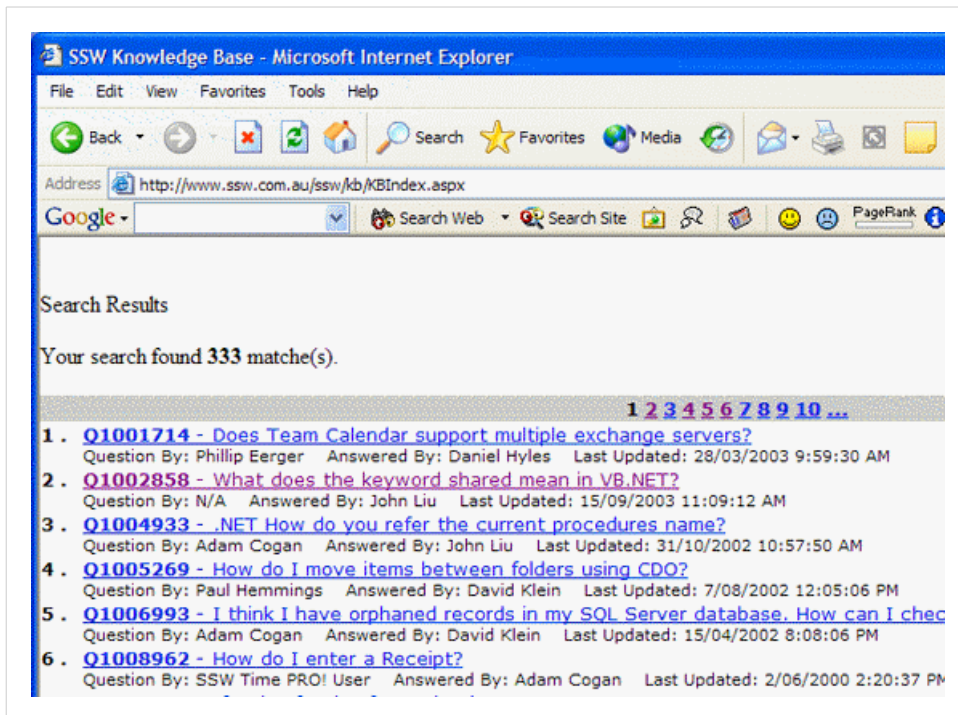 SSW Knowledge Base - Microsoft Internet Explorer
File Edit View Favorites Tools Help
Back Search Favorites Media
Address http://www.ssw.com.au/ssw/kb/KBIndex.aspx
Google Search Web Search Site PageRank
Search Results
Your search found 333 matche(s).
1 2 3 4 5 6 7 8 9 10 ...
1. Q1001714 - Does Team Calendar support multiple exchange servers?
Question By: Phillip Eerger Answered By: Daniel Hyles Last Updated: 28/03/2003 9:59:30 AM
2. Q1002858 - What does the keyword shared mean in VB.NET?
Question By: N/A Answered By: John Liu Last Updated: 15/09/2003 11:09:12 AM
3. Q1004933 - .NET How do you refer the current procedures name?
Question By: Adam Cogan Answered By: John Liu Last Updated: 31/10/2002 10:57:50 AM
4. Q1005269 - How do I move items between folders using CDO?
Question By: Paul Hemmings Answered By: David Klein Last Updated: 7/08/2002 12:05:06 PM
5. Q1006993 - I think I have orphaned records in my SQL Server database. How can I chec
Question By: Adam Cogan Answered By: David Klein Last Updated: 15/04/2002 8:08:06 PM
6. Q1008962 - How do I enter a Receipt?
Question By: SSW Time PRO! User Answered By: Adam Cogan Last Updated: 2/06/2000 2:20:37 PM